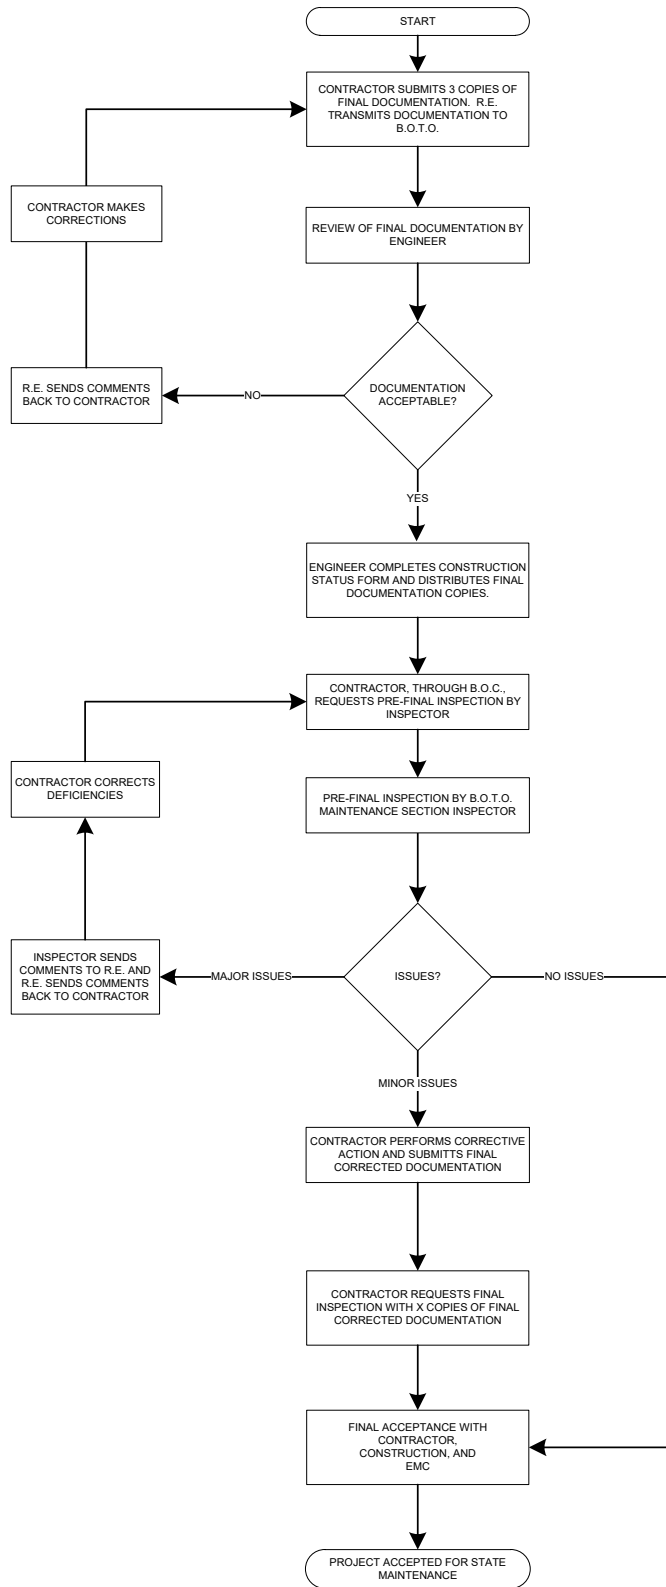 START
CONTRACTOR SUBMITS 3 COPIES OF
FINAL DOCUMENTATION. R.E.
TRANSMITS DOCUMENTATION TO
B.O.T.O.
CONTRACTOR MAKES
CORRECTIONS
REVIEW OF FINAL DOCUMENTATION BY
ENGINEER
R.E. SENDS COMMENTS
BACK TO CONTRACTOR
NO
DOCUMENTATION
ACCEPTABLE?
YES
ENGINEER COMPLETES CONSTRUCTION
STATUS FORM AND DISTRIBUTES FINAL
DOCUMENTATION COPIES.
CONTRACTOR, THROUGH B.O.C.,
REQUESTS PRE-FINAL INSPECTION BY
INSPECTOR
CONTRACTOR CORRECTS
DEFICIENCIES
PRE-FINAL INSPECTION BY B.O.T.O.
MAINTENANCE SECTION INSPECTOR
INSPECTOR SENDS
COMMENTS TO R.E. AND
R.E. SENDS COMMENTS
BACK TO CONTRACTOR
MAJOR ISSUES
ISSUES?
NO ISSUES
MINOR ISSUES
CONTRACTOR PERFORMS CORRECTIVE
ACTION AND SUBMITTS FINAL
CORRECTED DOCUMENTATION
CONTRACTOR REQUESTS FINAL
INSPECTION WITH X COPIES OF FINAL
CORRECTED DOCUMENTATION
FINAL ACCEPTANCE WITH
CONTRACTOR,
CONSTRUCTION, AND
EMC
PROJECT ACCEPTED FOR STATE
MAINTENANCE